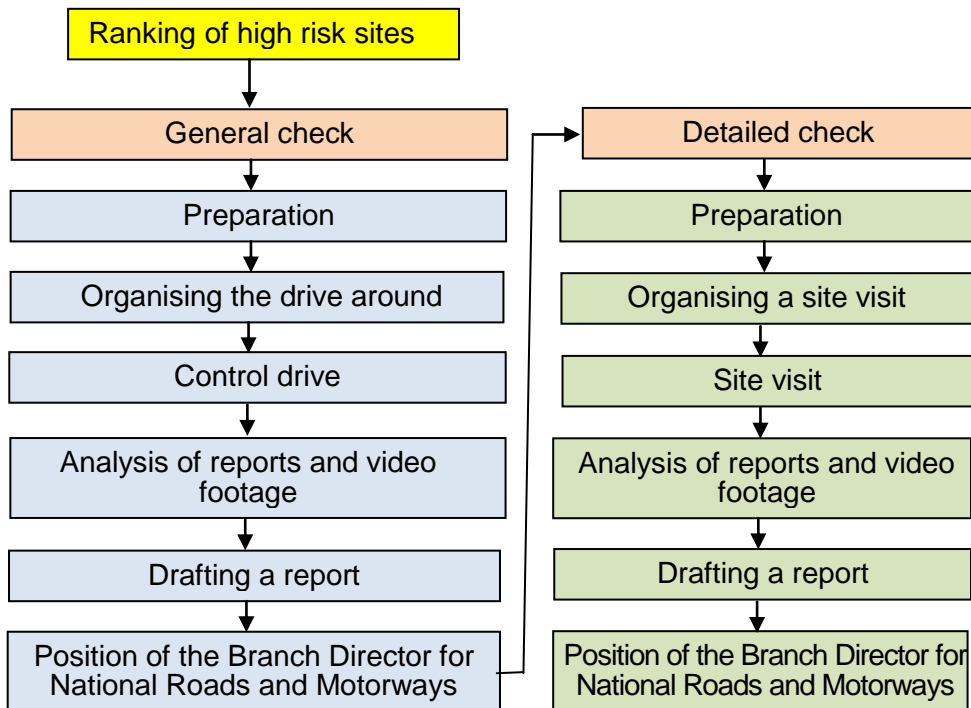 Ranking of high risk sites
General check
Preparation
Organising the drive around
Control drive
Analysis of reports and video
footage
Drafting a report
Position of the Branch Director for
National Roads and Motorways
Detailed check
Preparation
Organising a site visit
Site visit
Analysis of reports and video
footage
Drafting a report
Position of the Branch Director for
National Roads and Motorways